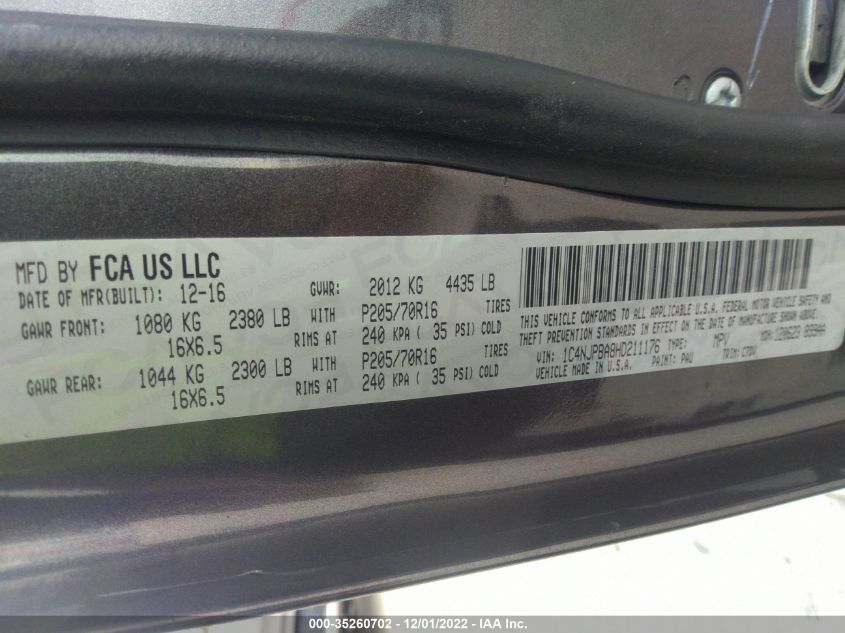 MFD BY FCA US LLC
DATE OF MFR(BUILT): 12-16 GVWR: 2012 KG 4435 LB
GAWR FRONT: 1080 KG 2380 LB WITH P205/70R16 TIRES
16X6.5 RIMS AT 240 KPA ( 35 PSI) COLD
GAWR REAR: 1044 KG 2300 LB WITH P205/70R16 TIRES
16X6.5 RIMS AT 240 KPA ( 35 PSI) COLD
THIS VEHICLE CONFORMS TO ALL APPLICABLE U.S.A. FEDERAL MOTOR VEHICLE SAFETY AND
THEFT PREVENTION STANDARDS IN EFFECT ON THE DATE OF MANUFACTURE SHOWN ABOVE.
VIN: 1C4NJPBA8HD211176 TYPE: MPV MDH:
VEHICLE MADE IN U.S.A. PAINT: PAU TRIM:
000-35260702 - 12/01/2022 - IAA Inc.